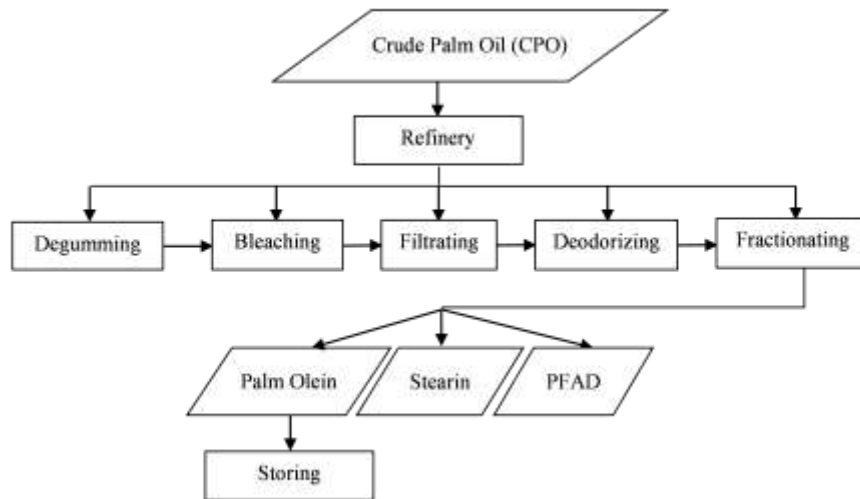 Crude Palm Oil (CPO)
Refinery
Degumming
Bleaching
Filtrating
Deodorizing
Fractionating
Palm Olein
Stearin
PFAD
Storing